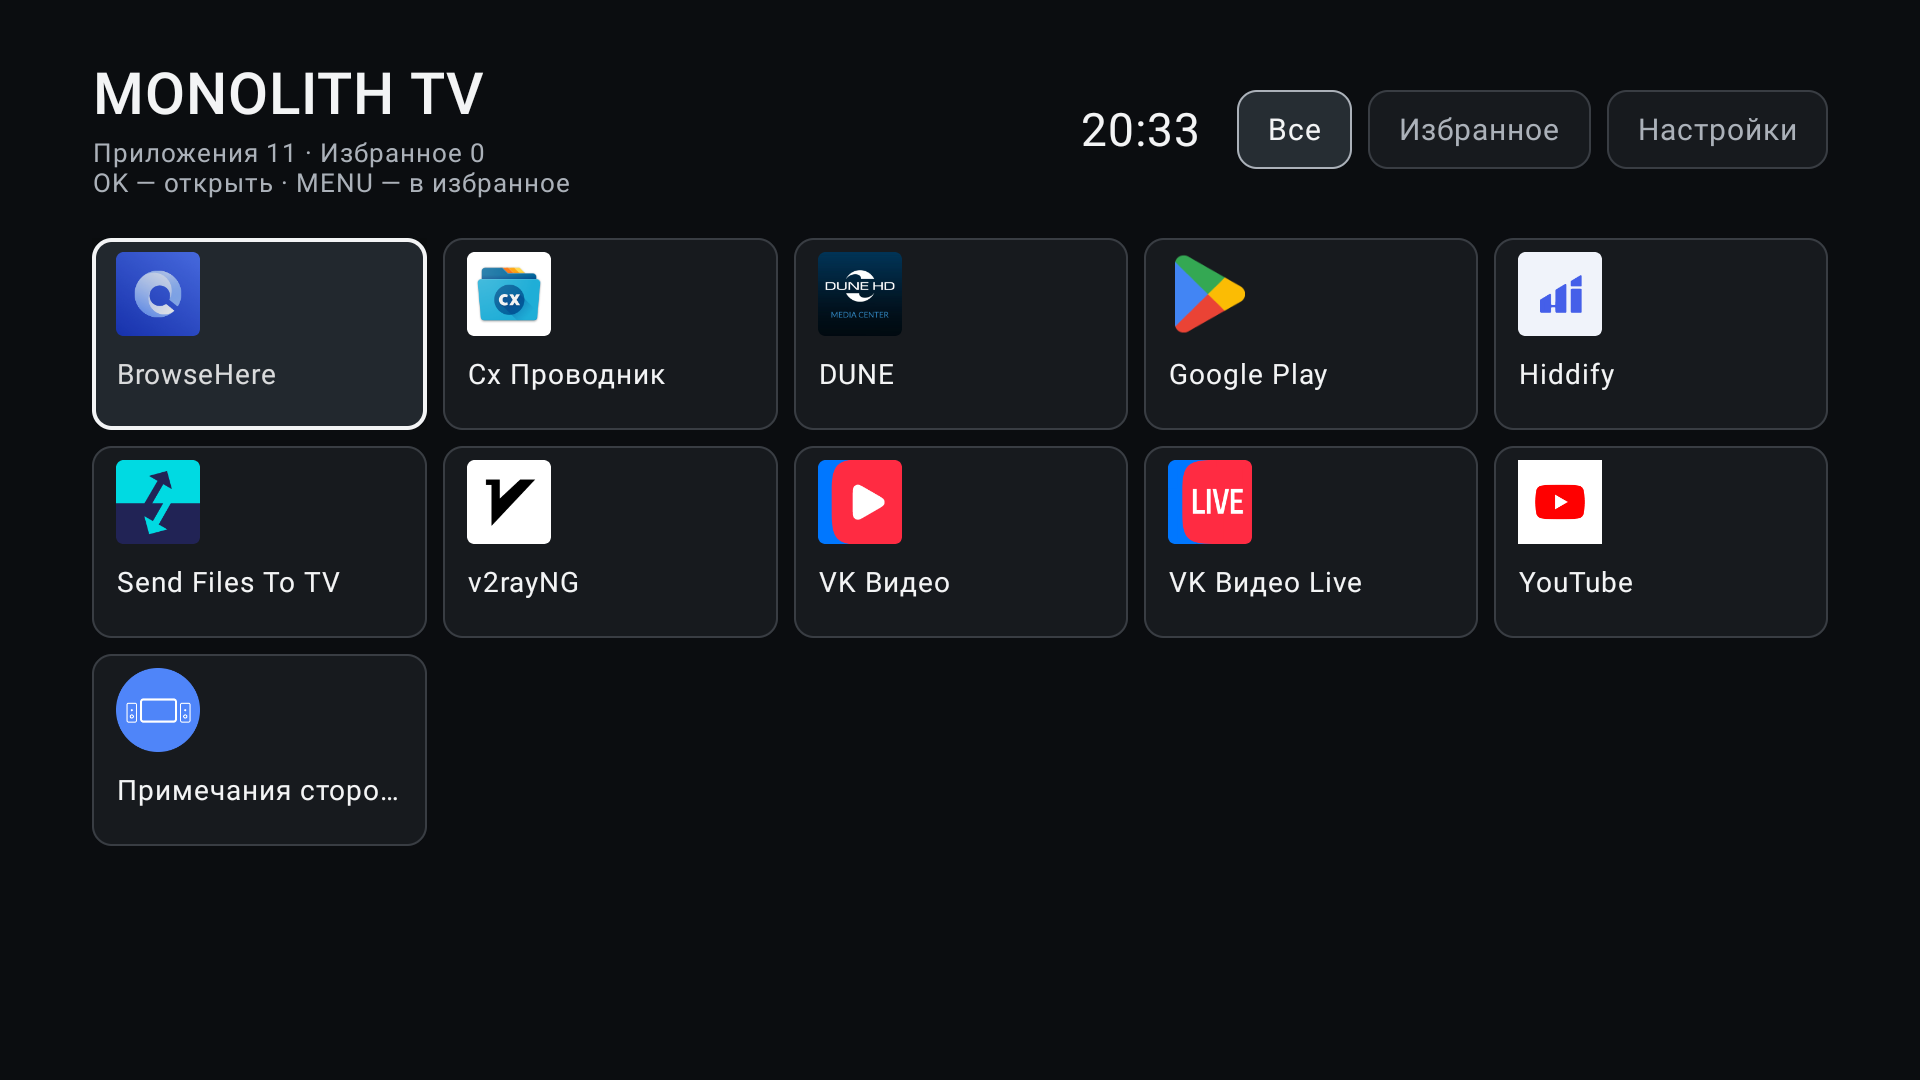 MONOLITH TV
Приложения 11 · Избранное 0
OK — открыть · MENU — в избранное
20:33
Все
Избранное
Настройки
BrowseHere
CX
Cx Проводник
DUNE HD
MEDIA CENTER
DUNE
Google Play
Hiddify
Send Files To TV
v2rayNG
VK Видео
LIVE
VK Видео Live
YouTube
Примечания сторо...